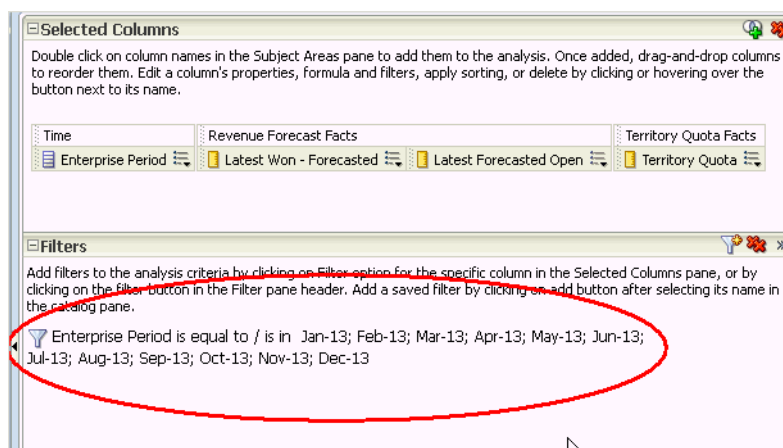 Selected Columns
Double click on column names in the Subject Areas pane to add them to the analysis. Once added, drag-and-drop columns
to reorder them. Edit a column's properties, formula and filters, apply sorting, or delete by clicking or hovering over the
button next to its name.
Time Revenue Forecast Facts Territory Quota Facts
Enterprise Period Latest Won - Forecasted Latest Forecasted Open Territory Quota
Filters
Add filters to the analysis criteria by clicking on Filter option for the specific column in the Selected Columns pane, or by
clicking on the filter button in the Filter pane header. Add a saved filter by clicking on add button after selecting its name in
the catalog pane.
Enterprise Period is equal to / is in Jan-13; Feb-13; Mar-13; Apr-13; May-13; Jun-13;
Jul-13; Aug-13; Sep-13; Oct-13; Nov-13; Dec-13